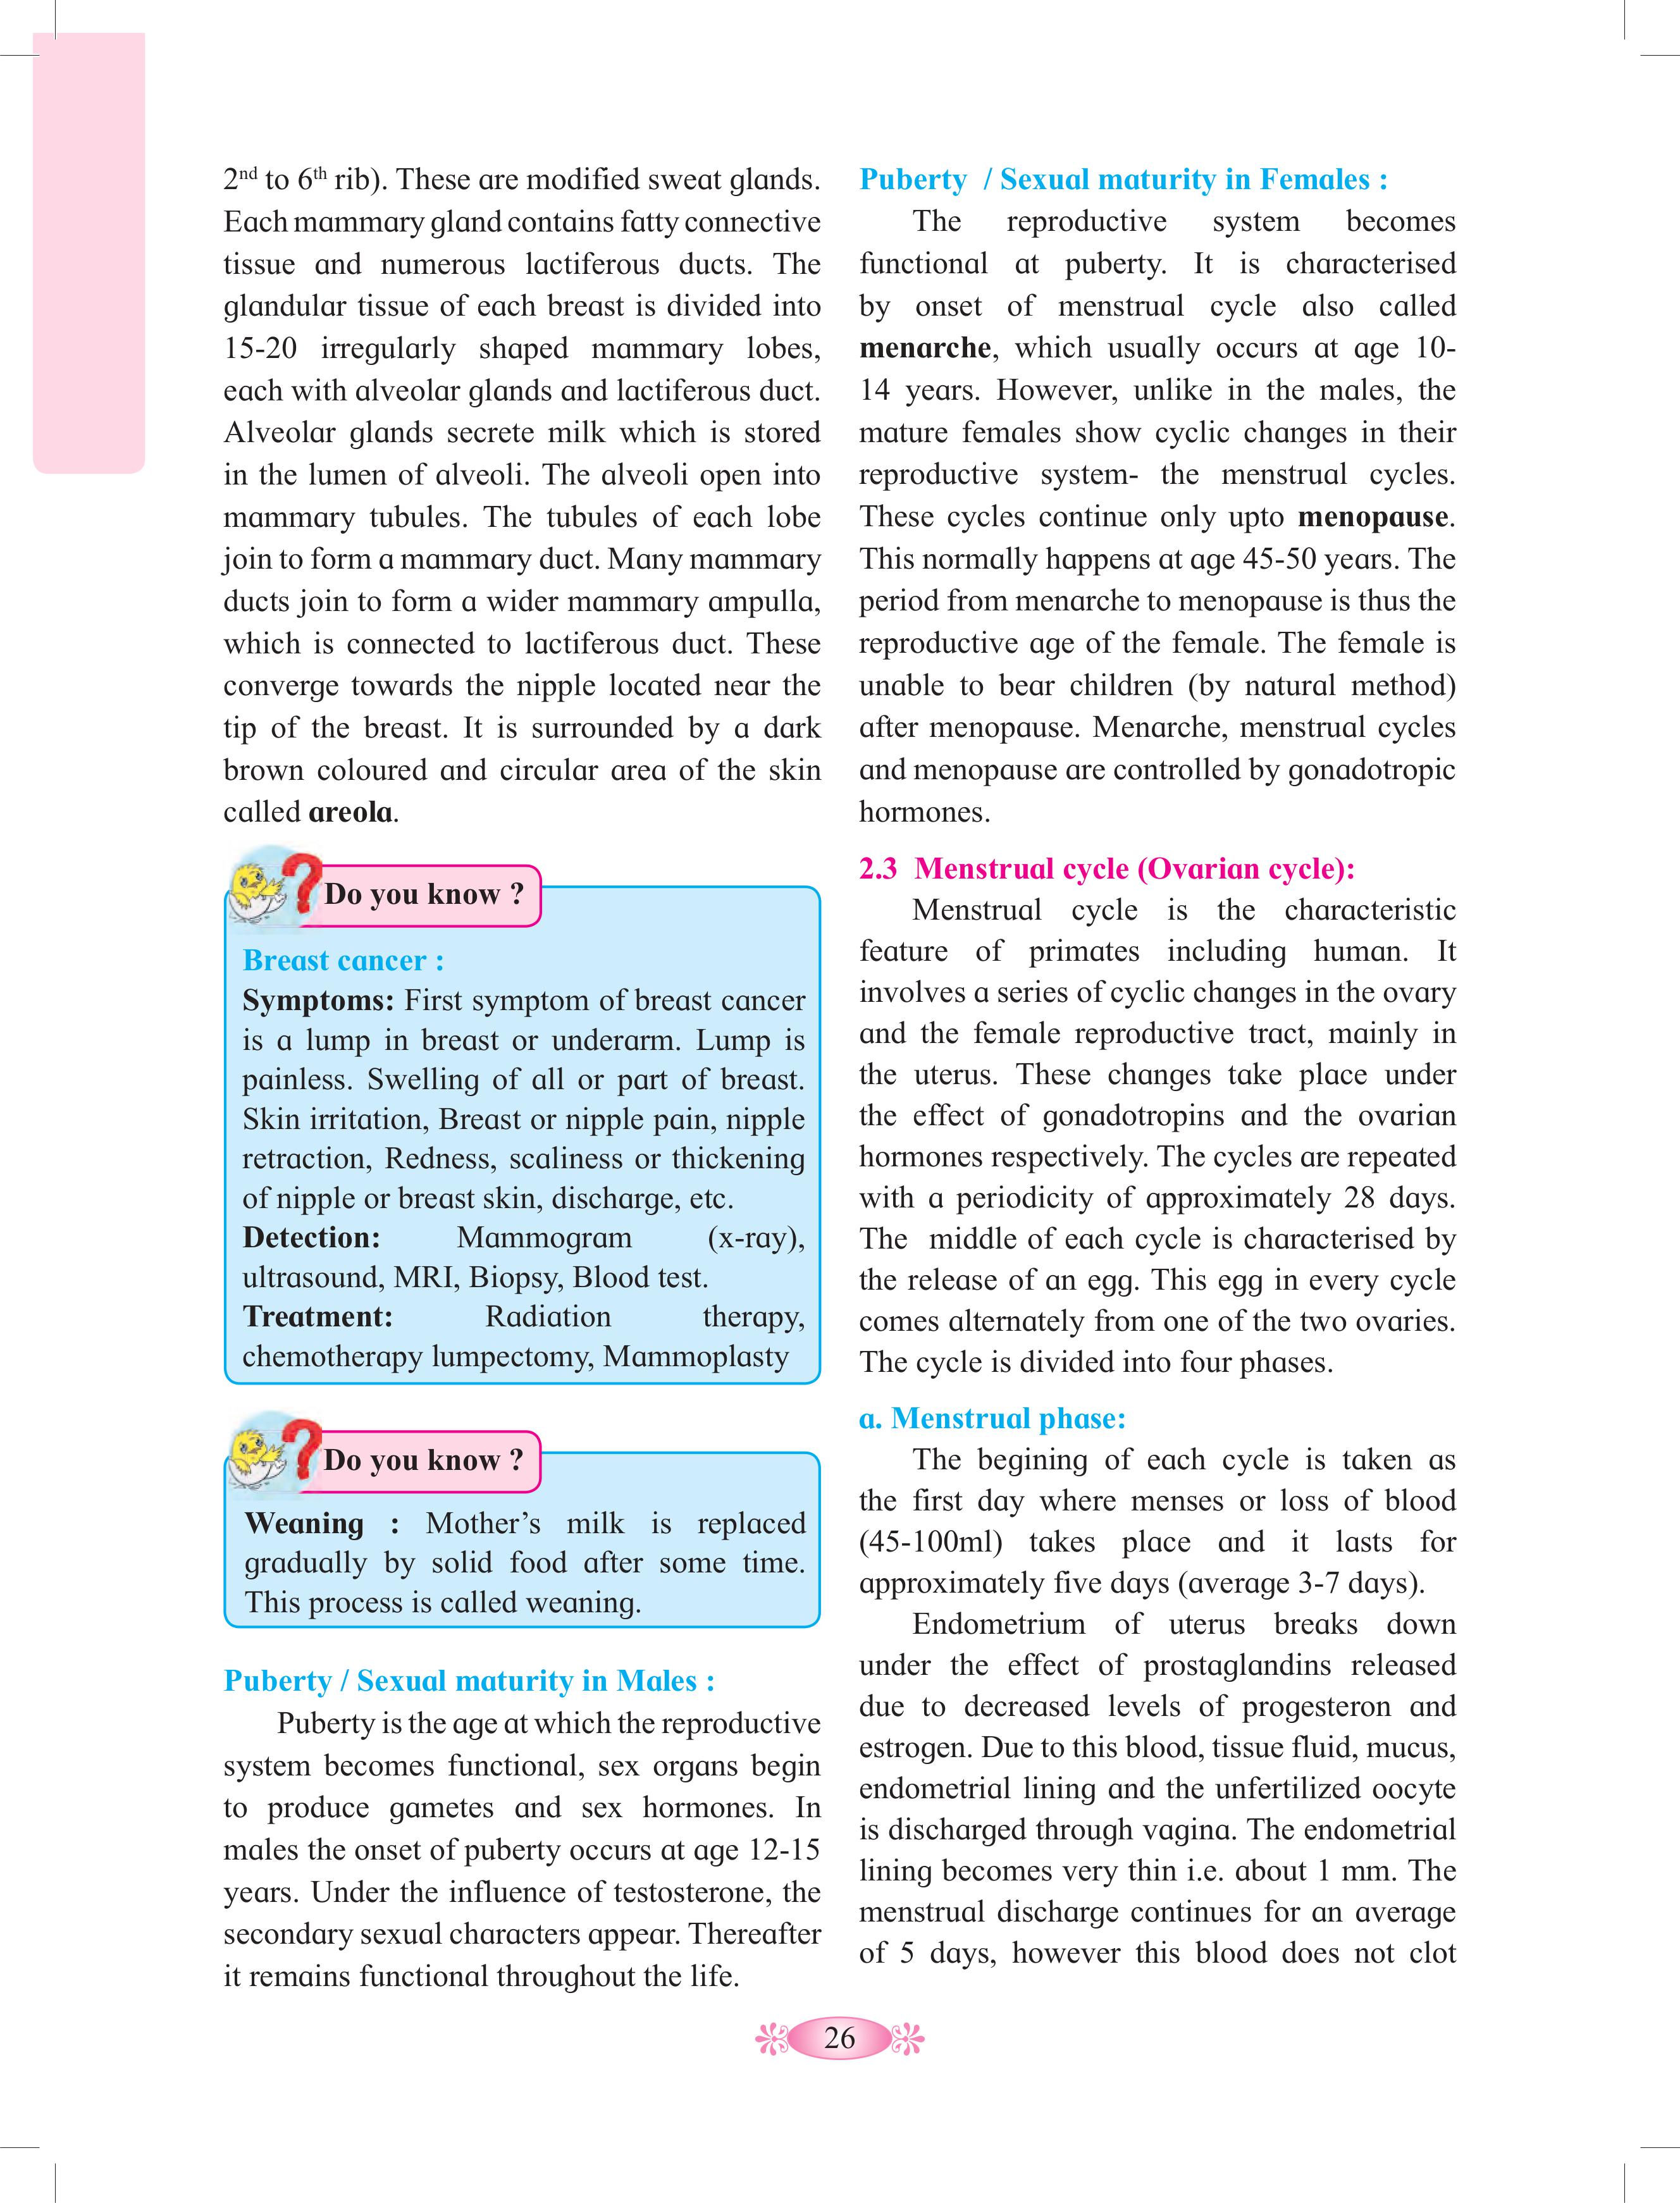 2nd to 6th rib). These are modified sweat glands.
Each mammary gland contains fatty connective
tissue and numerous lactiferous ducts. The
glandular tissue of each breast is divided into
15-20 irregularly shaped mammary lobes,
each with alveolar glands and lactiferous duct.
Alveolar glands secrete milk which is stored
in the lumen of alveoli. The alveoli open into
mammary tubules. The tubules of each lobe
join to form a mammary duct. Many mammary
ducts join to form a wider mammary ampulla,
which is connected to lactiferous duct. These
converge towards the nipple located near the
tip of the breast. It is surrounded by a dark
brown coloured and circular area of the skin
called areola.
Do you know ?
Breast cancer :
Symptoms: First symptom of breast cancer
is a lump in breast or underarm. Lump is
painless. Swelling of all or part of breast.
Skin irritation, Breast or nipple pain, nipple
retraction, Redness, scaliness or thickening
of nipple or breast skin, discharge, etc.
Detection: Mammogram (x-ray),
ultrasound, MRI, Biopsy, Blood test.
Treatment: Radiation therapy,
chemotherapy lumpectomy, Mammoplasty
Do you know ?
Weaning : Mother's milk is replaced
gradually by solid food after some time.
This process is called weaning.
Puberty / Sexual maturity in Males :
Puberty is the age at which the reproductive
system becomes functional, sex organs begin
to produce gametes and sex hormones. In
males the onset of puberty occurs at age 12-15
years. Under the influence of testosterone, the
secondary sexual characters appear. Thereafter
it remains functional throughout the life.
Puberty / Sexual maturity in Females :
The reproductive system becomes
functional at puberty. It is characterised
by onset of menstrual cycle also called
menarche, which usually occurs at age 10-
14 years. However, unlike in the males, the
mature females show cyclic changes in their
reproductive system- the menstrual cycles.
These cycles continue only upto menopause.
This normally happens at age 45-50 years. The
period from menarche to menopause is thus the
reproductive age of the female. The female is
unable to bear children (by natural method)
after menopause. Menarche, menstrual cycles
and menopause are controlled by gonadotropic
hormones.
2.3 Menstrual cycle (Ovarian cycle):
Menstrual cycle is the characteristic
feature of primates including human. It
involves a series of cyclic changes in the ovary
and the female reproductive tract, mainly in
the uterus. These changes take place under
the effect of gonadotropins and the ovarian
hormones respectively. The cycles are repeated
with a periodicity of approximately 28 days.
The middle of each cycle is characterised by
the release of an egg. This egg in every cycle
comes alternately from one of the two ovaries.
The cycle is divided into four phases.
a. Menstrual phase:
The begining of each cycle is taken as
the first day where menses or loss of blood
(45-100ml) takes place and it lasts for
approximately five days (average 3-7 days).
Endometrium of uterus breaks down
under the effect of prostaglandins released
due to decreased levels of progesteron and
estrogen. Due to this blood, tissue fluid, mucus,
endometrial lining and the unfertilized oocyte
is discharged through vagina. The endometrial
lining becomes very thin i.e. about 1 mm. The
menstrual discharge continues for an average
of 5 days, however this blood does not clot
26